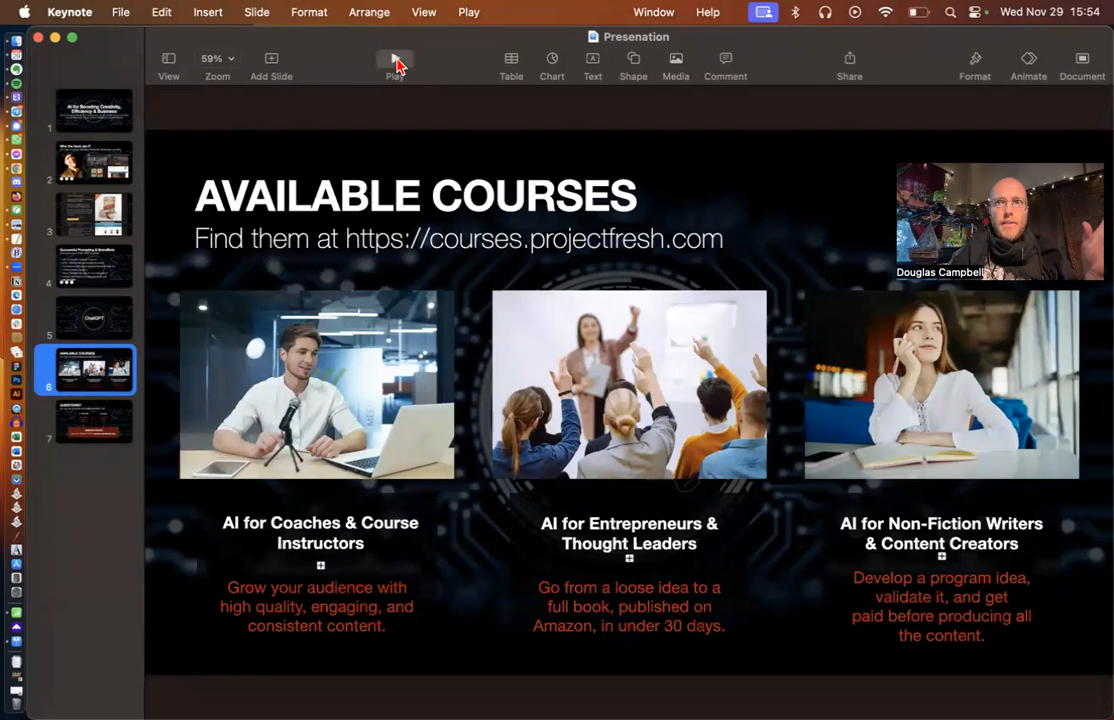 Keynote File Edit Insert Slide Format Arrange View Play Window Help Wed Nov 29 15:54
Presenation
59%
View Zoom Add Slide Play Table Chart Text Shape Media Comment Share Format Animate Document
1
2
3
4
5
ChatGPT
6
7
AVAILABLE COURSES
Find them at https://courses.projectfresh.com
Douglas Campbell
AI for Coaches & Course
Instructors
Grow your audience with
high quality, engaging, and
consistent content.
AI for Entrepreneurs &
Thought Leaders
Go from a loose idea to a
full book, published on
Amazon, in under 30 days.
AI for Non-Fiction Writers
& Content Creators
Develop a program idea,
validate it, and get
paid before producing all
the content.